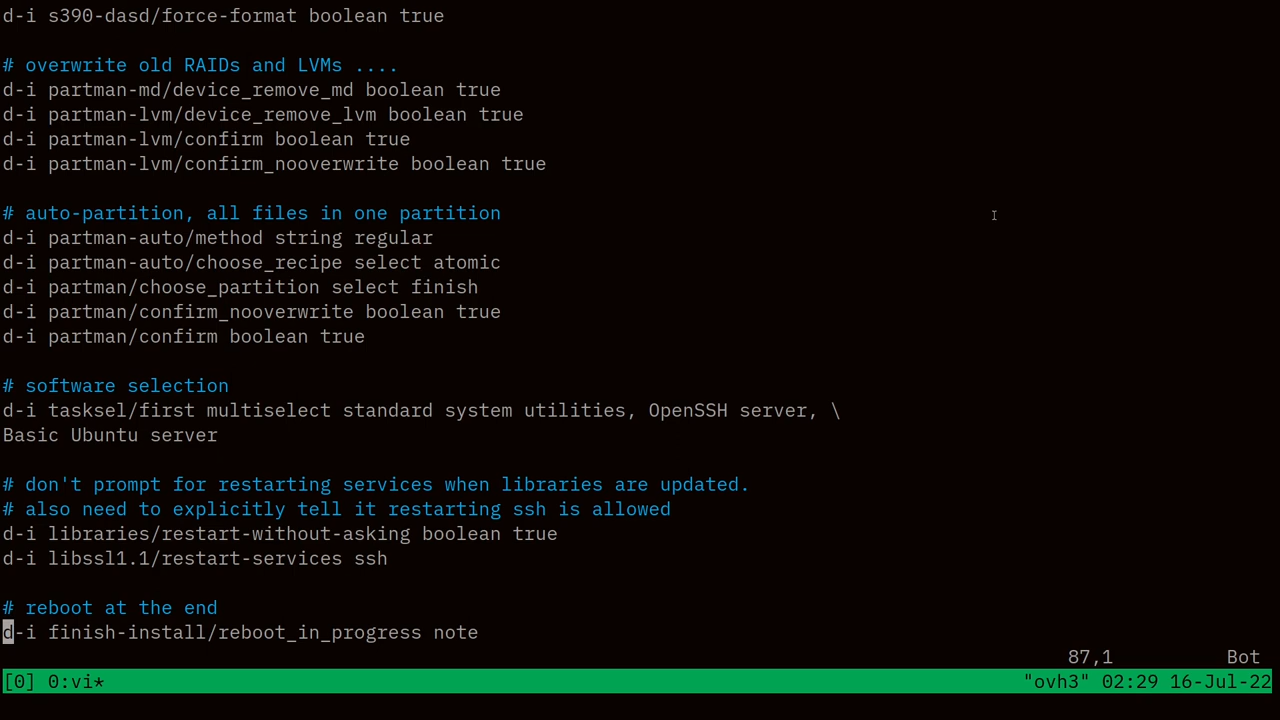 d-i s390-dasd/force-format boolean true
# overwrite old RAIDs and LVMs ....
d-i partman-md/device_remove_md boolean true
d-i partman-lvm/device_remove_lvm boolean true
d-i partman-lvm/confirm boolean true
d-i partman-lvm/confirm_nooverwrite boolean true
# auto-partition, all files in one partition
d-i partman-auto/method string regular
d-i partman-auto/choose_recipe select atomic
d-i partman/choose_partition select finish
d-i partman/confirm_nooverwrite boolean true
d-i partman/confirm boolean true
# software selection
d-i tasksel/first multiselect standard system utilities, OpenSSH server, \
Basic Ubuntu server
# don't prompt for restarting services when libraries are updated.
# also need to explicitly tell it restarting ssh is allowed
d-i libraries/restart-without-asking boolean true
d-i libssl1.1/restart-services ssh
# reboot at the end
d-i finish-install/reboot_in_progress note
87,1 Bot
[0] 0:vi* "ovh3" 02:29 16-Jul-22